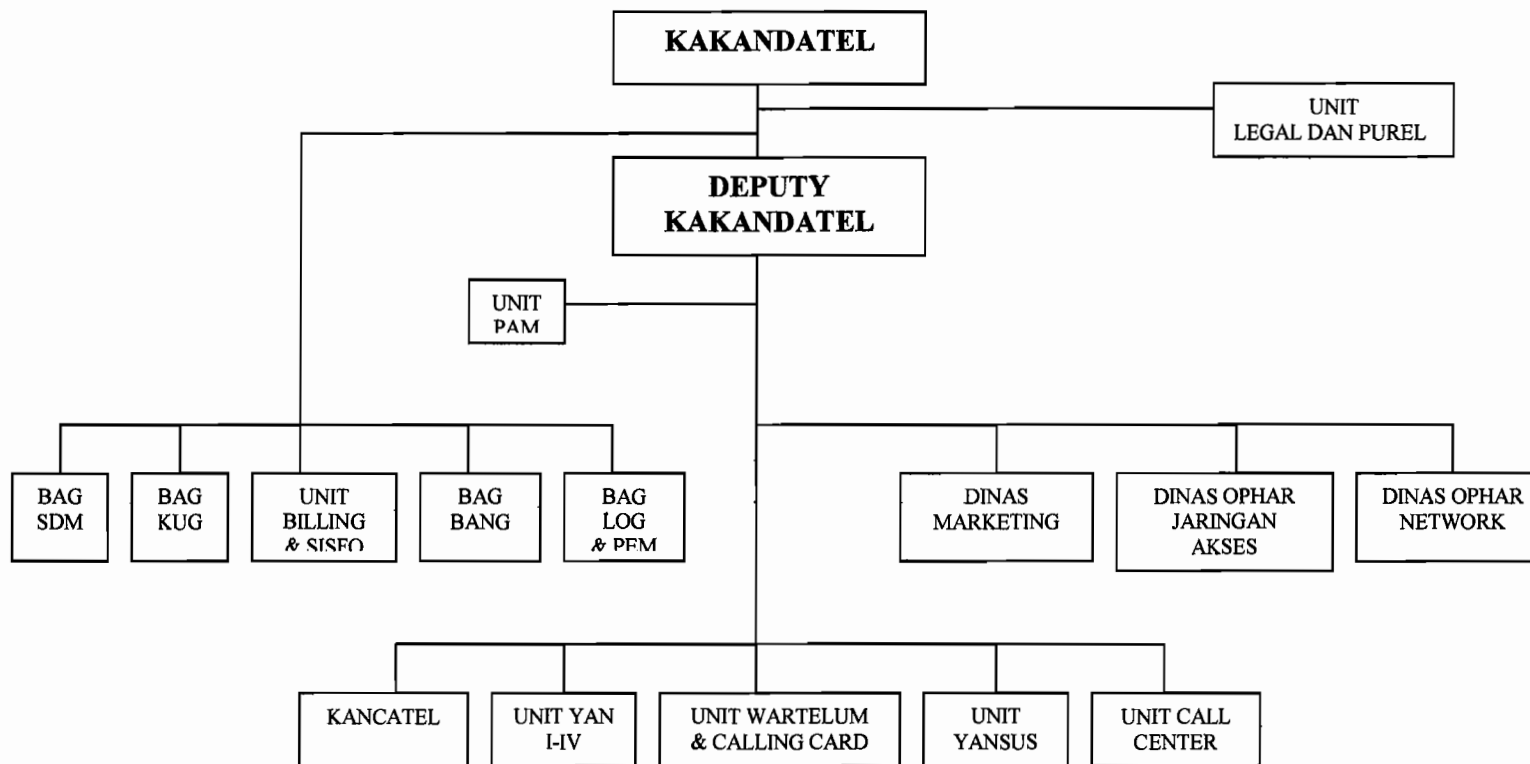 KAKANDATEL
UNIT
LEGAL DAN PUREL
DEPUTY
KAKANDATEL
UNIT
PAM
BAG
SDM
BAG
KUG
UNIT
BILLING
& SISFO
BAG
BANG
BAG
LOG
& PEM
DINAS
MARKETING
DINAS OPHAR
JARINGAN
AKSES
DINAS OPHAR
NETWORK
KANCATEL
UNIT YAN
I-IV
UNIT WARTELUM
& CALLING CARD
UNIT
YANSUS
UNIT CALL
CENTER